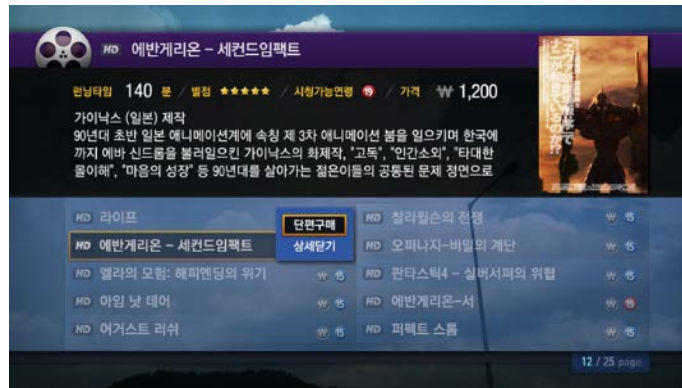 HD 에반게리온 – 세컨드임팩트
런닝타임 140 분 / 별점 ★★★★★ / 시청가능연령 19 / 가격 ₩ 1,200
가이낙스 (일본) 제작
90년대 초반 일본 애니메이션계에 속칭 제 3차 애니메이션 붐을 일으키며 한국에
까지 에바 신드롬을 불러일으킨 가이낙스의 화제작, "고독", "인간소외", "타대한
몰이해", "마음의 성장" 등 90년대를 살아가는 젊은이들의 공통된 문제 정면으로
HD 라이프
단편구매
HD 찰리윌슨의 전쟁 ₩ 15
HD 에반게리온 – 세컨드임팩트
상세닫기
HD 오퍼나지-비밀의 계단 ₩ 15
HD 엘라의 모험: 해피엔딩의 위기 ₩ 15
HD 판타스틱4 – 실버서퍼의 위협 ₩ 15
HD 아임 낫 데어 ₩ 15
HD 에반게리온-서 ₩ 19
HD 어거스트 러쉬 ₩ 15
HD 퍼펙트 스톰 ₩ 15
12 / 25 page